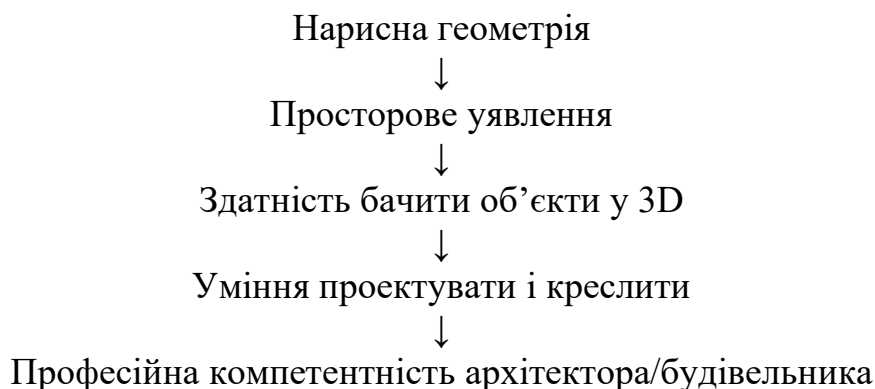 Нарисна геометрія
↓
Просторове уявлення
↓
Здатність бачити об’єкти у 3D
↓
Уміння проектувати і креслити
↓
Професійна компетентність архітектора/будівельника